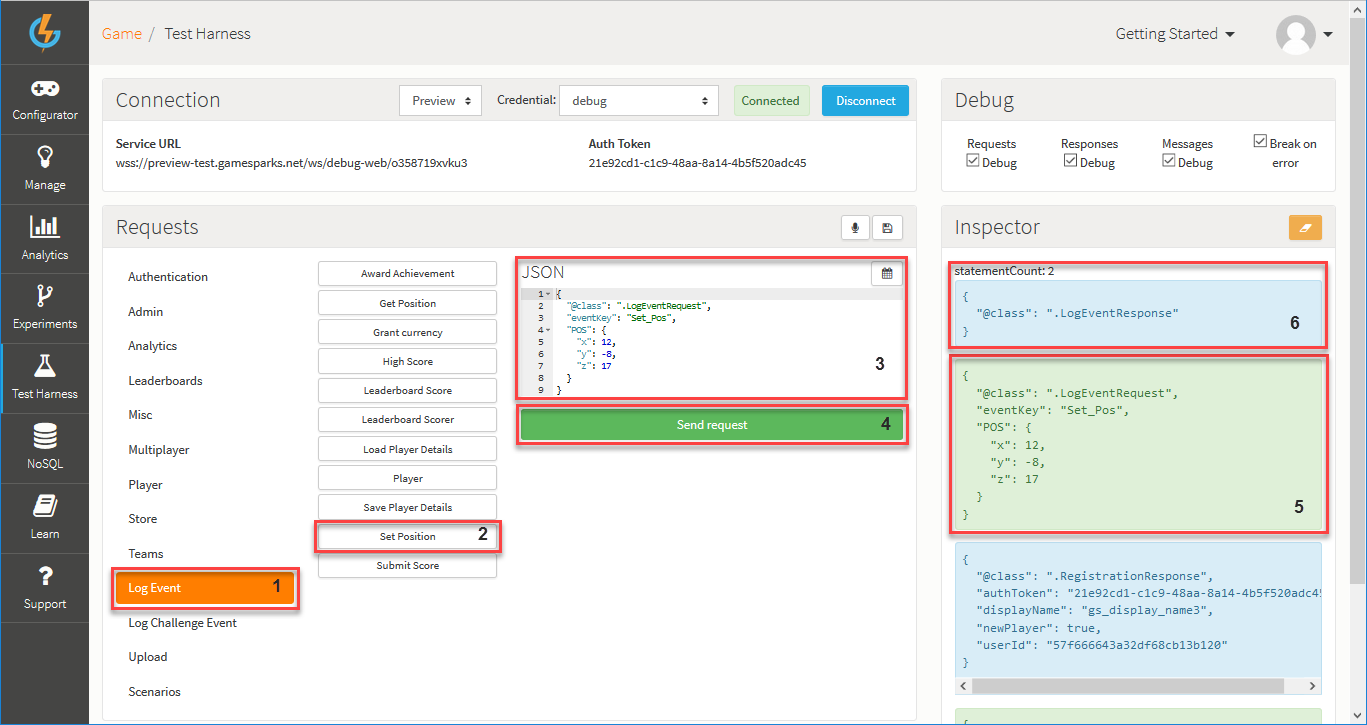 Game / Test Harness
Getting Started
Configurator
Manage
Analytics
Experiments
Test Harness
NoSQL
Learn
Support
Connection
Preview
Credential:
debug
Connected
Disconnect
Service URL
wss://preview-test.gamesparks.net/ws/debug-web/o358719xvku3
Auth Token
21e92cd1-c1c9-48aa-8a14-4b5f520adc45
Debug
Requests
Debug
Responses
Debug
Messages
Debug
Break on
error
Requests
Authentication
Admin
Analytics
Leaderboards
Misc
Multiplayer
Player
Store
Teams
Log Event 1
Log Challenge Event
Upload
Scenarios
Award Achievement
Get Position
Grant currency
High Score
Leaderboard Score
Leaderboard Scorer
Load Player Details
Player
Save Player Details
Set Position 2
Submit Score
JSON
1 {
2 "@class": ".LogEventRequest",
3 "eventKey": "Set_Pos",
4 "POS": {
5 "x": 12,
6 "y": -8,
7 "z": 17
8 }
9 }
3
Send request 4
Inspector
statementCount: 2
{
"@class": ".LogEventResponse"
}
6
{
"@class": ".LogEventRequest",
"eventKey": "Set_Pos",
"POS": {
"x": 12,
"y": -8,
"z": 17
}
}
5
{
"@class": ".RegistrationResponse",
"authToken": "21e92cd1-c1c9-48aa-8a14-4b5f520adc45
"displayName": "gs_display_name3",
"newPlayer": true,
"userId": "57f666643a32df68cb13b120"
}
{